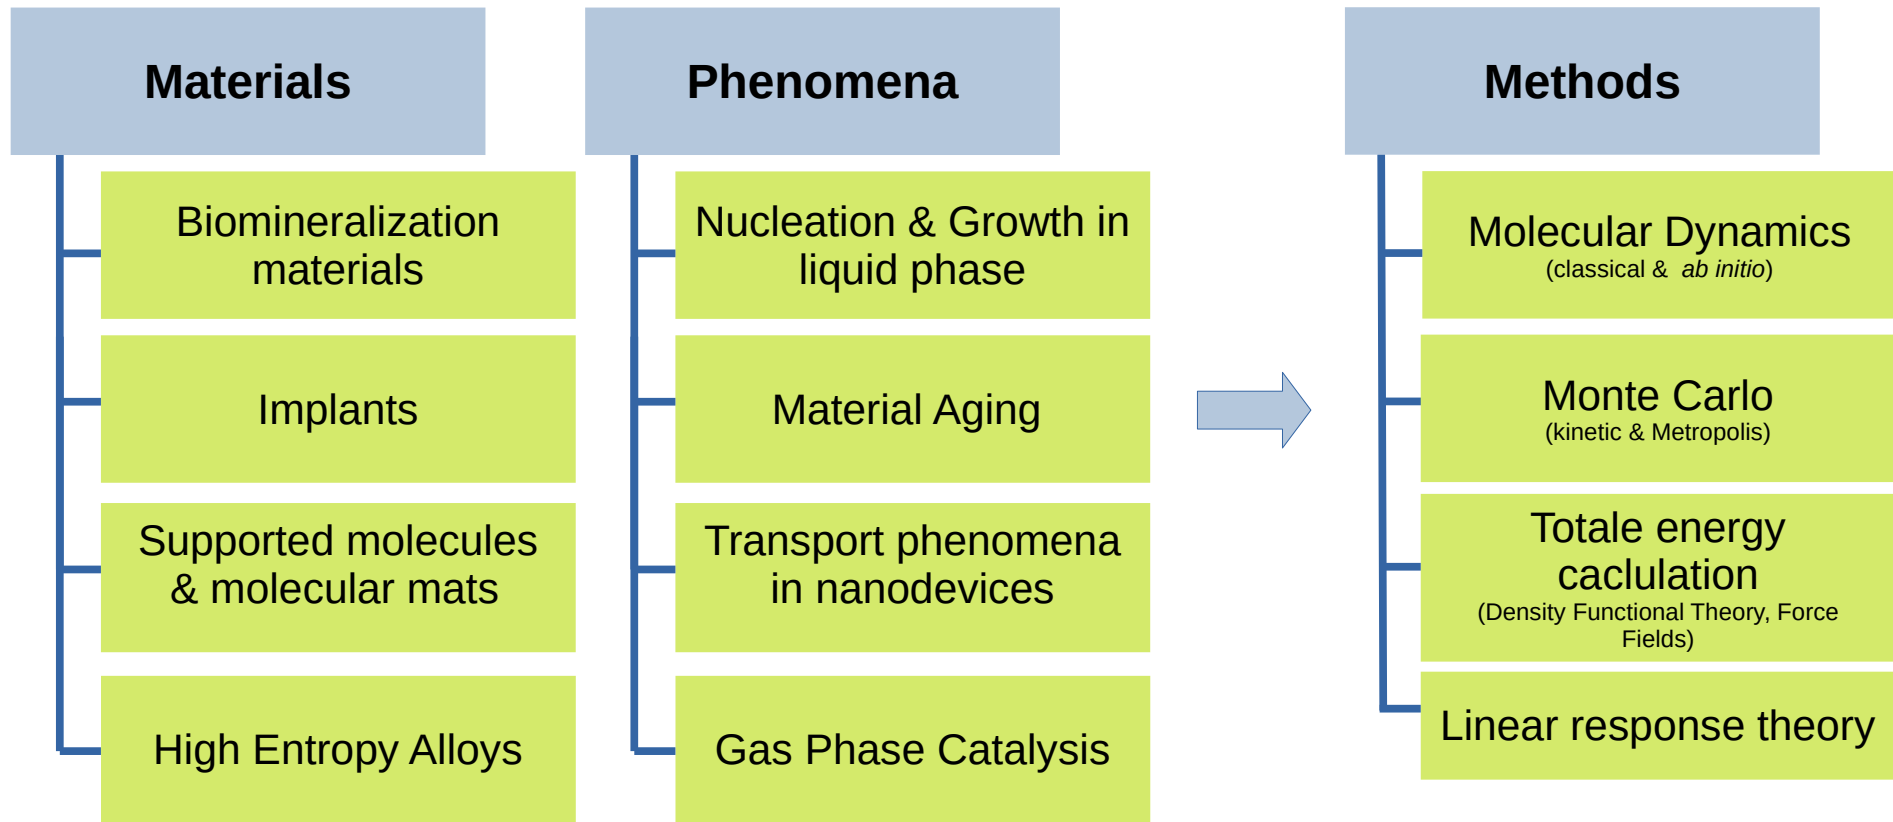 Materials
Biomineralization
materials
Implants
Supported molecules
& molecular mats
High Entropy Alloys
Phenomena
Nucleation & Growth in
liquid phase
Material Aging
Transport phenomena
in nanodevices
Gas Phase Catalysis
Methods
Molecular Dynamics
(classical & ab initio)
Monte Carlo
(kinetic & Metropolis)
Totale energy
caclulation
(Density Functional Theory, Force
Fields)
Linear response theory